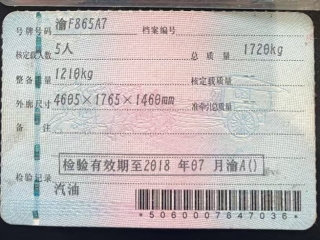 号牌号码 渝F865A7 档案编号
核定载人数 5人 总质量 1720kg
整备质量 1210kg 核定载质量 --
外廓尺寸 4605×1765×1460mm 准牵引总质量 --
检验记录 检验有效期至2018 年07 月渝A()
汽油
*5060007647036*